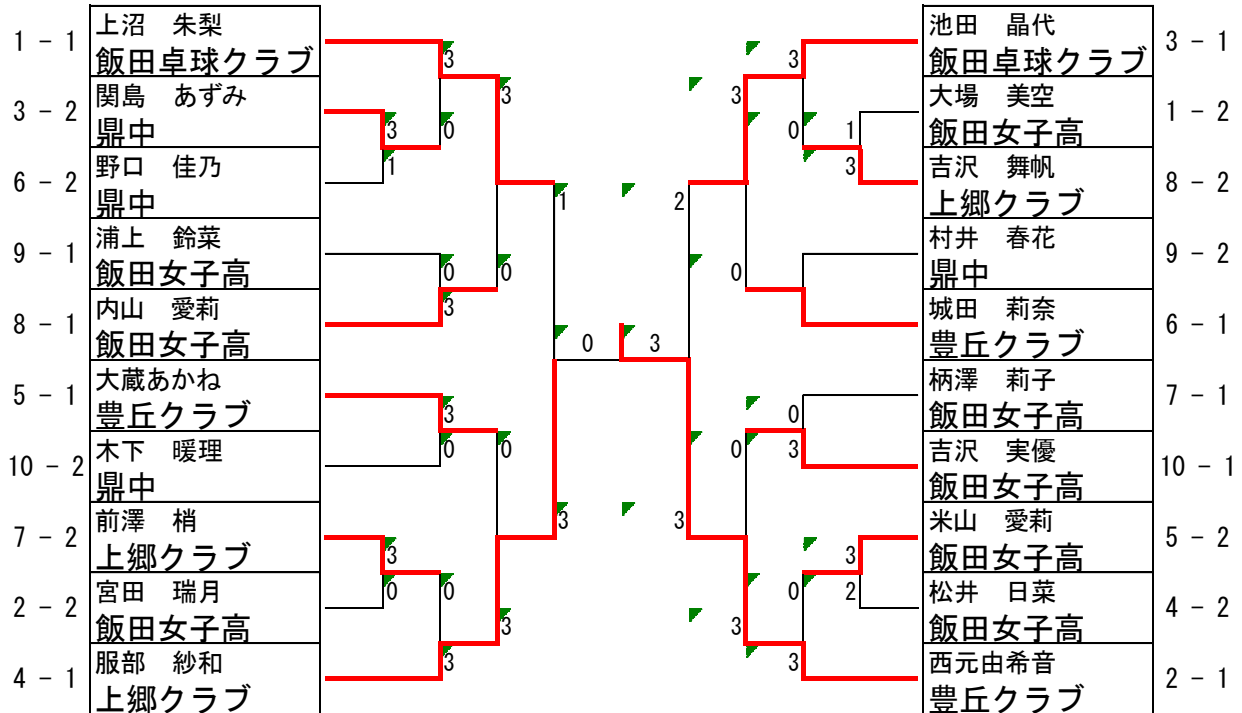 1 - 1
上沼　朱梨
飯田卓球クラブ
3 - 2
関島　あずみ
鼎中
6 - 2
野口　佳乃
鼎中
9 - 1
浦上　鈴菜
飯田女子高
8 - 1
内山　愛莉
飯田女子高
5 - 1
大蔵あかね
豊丘クラブ
10 - 2
木下　暖理
鼎中
7 - 2
前澤　梢
上郷クラブ
2 - 2
宮田　瑞月
飯田女子高
4 - 1
服部　紗和
上郷クラブ
3
3
0
1
0
3
0
3
0
3
0
0
3
3
0
3
1
3
0
3
2
3
3
0
1
3
0
0
3
0
3
0
2
3
3
池田　晶代
飯田卓球クラブ
3 - 1
大場　美空
飯田女子高
1 - 2
吉沢　舞帆
上郷クラブ
8 - 2
村井　春花
鼎中
9 - 2
城田　莉奈
豊丘クラブ
6 - 1
柄澤　莉子
飯田女子高
7 - 1
吉沢　実優
飯田女子高
10 - 1
米山　愛莉
飯田女子高
5 - 2
松井　日菜
飯田女子高
4 - 2
西元由希音
豊丘クラブ
2 - 1